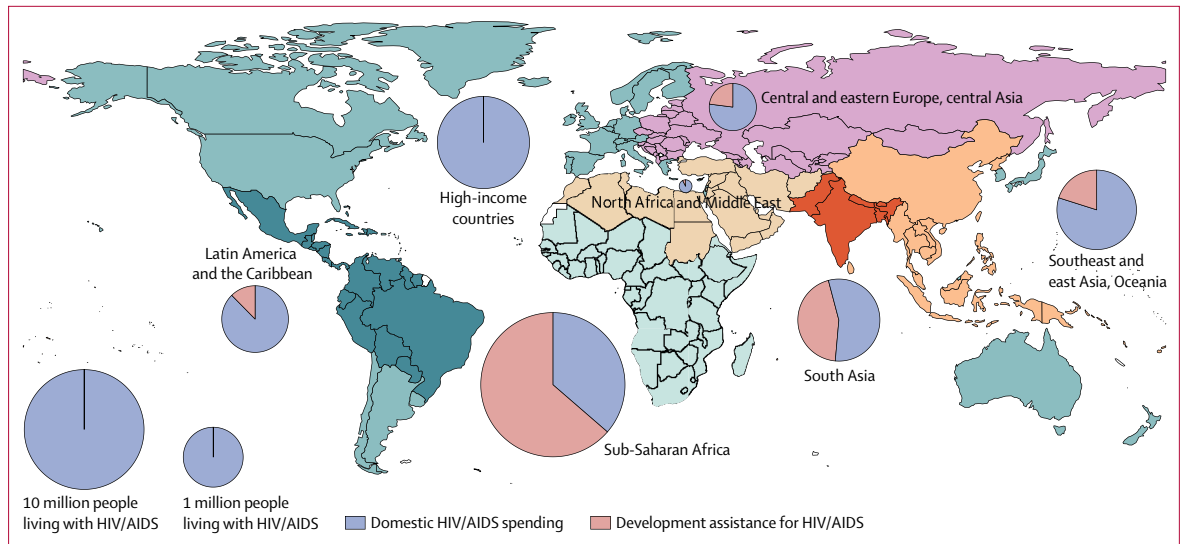 Central and eastern Europe, central Asia
High-income
countries
North Africa and Middle East
Latin America
and the Caribbean
Southeast and
east Asia, Oceania
South Asia
Sub-Saharan Africa
10 million people
living with HIV/AIDS
1 million people
living with HIV/AIDS
Domestic HIV/AIDS spending
Development assistance for HIV/AIDS